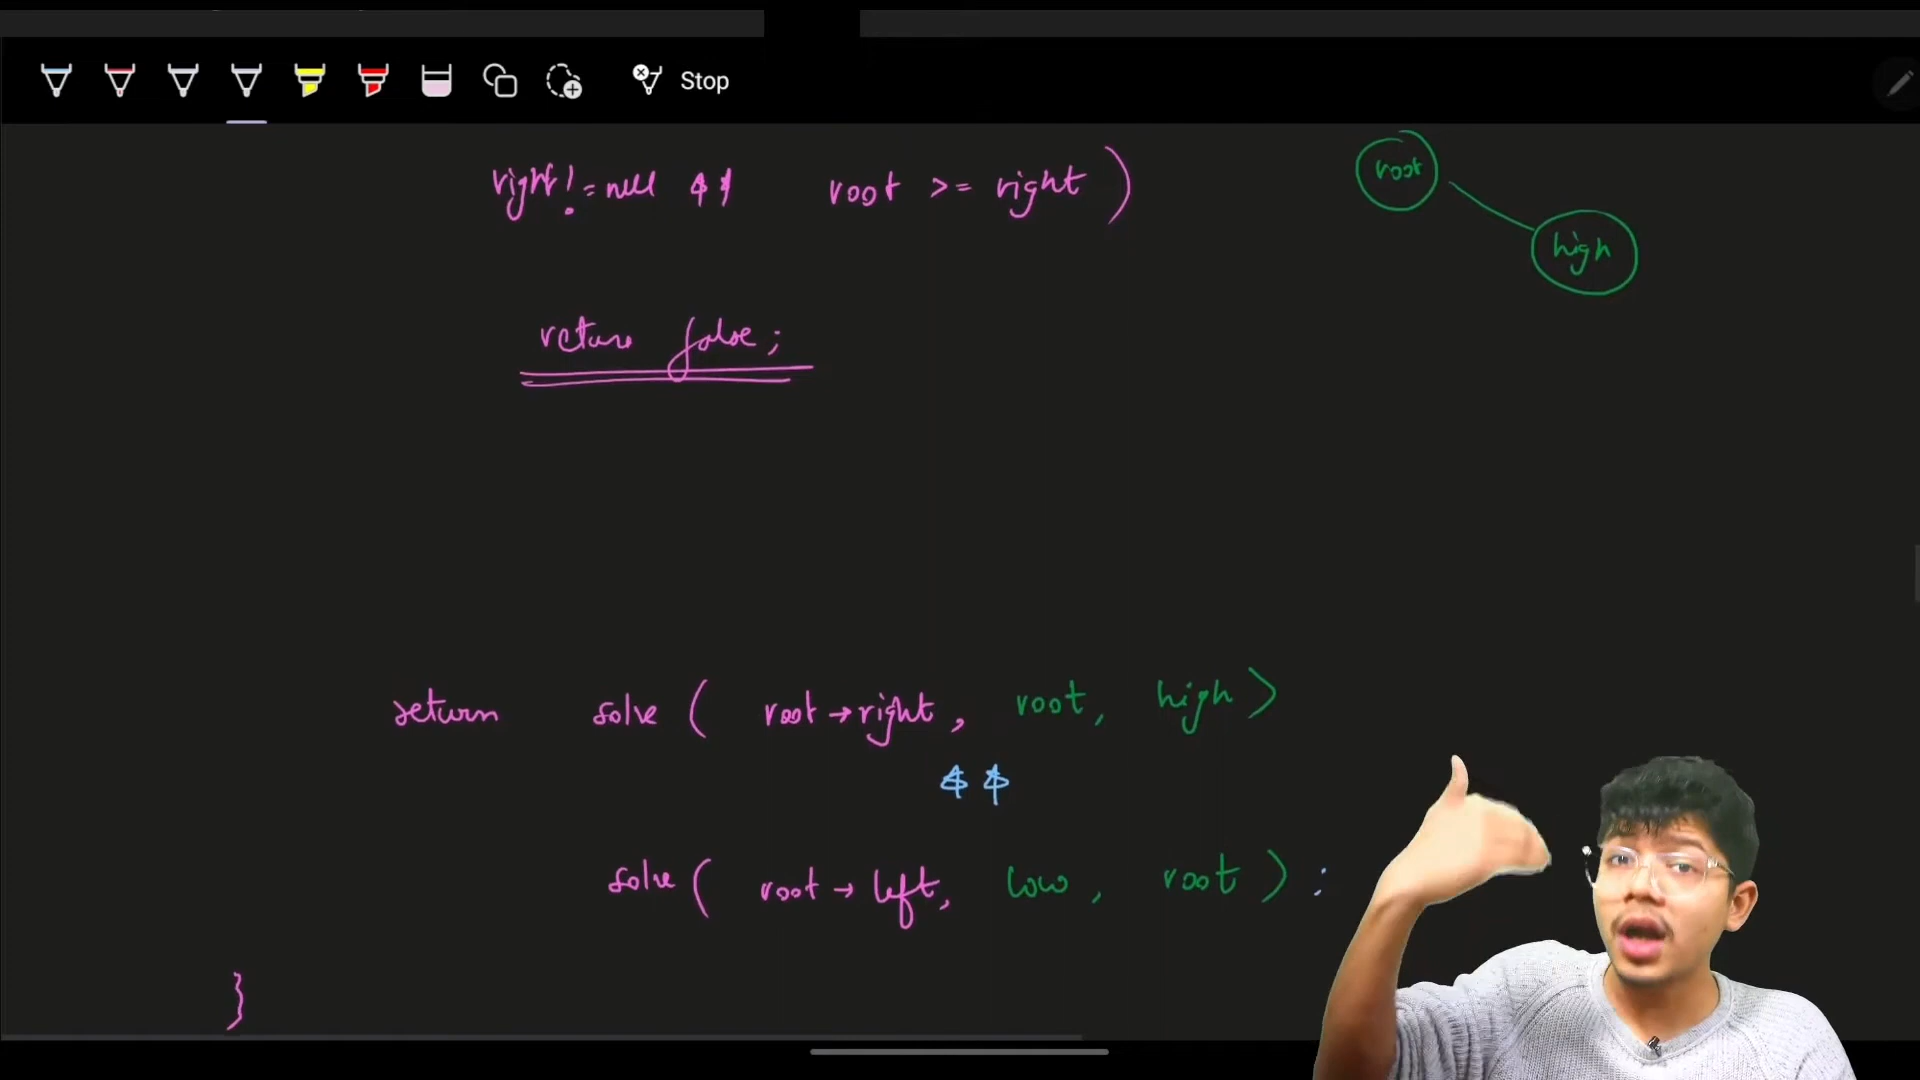 Stop
right != null && root >= right )
root
high
return false;
return solve ( root → right , root , high )
&&
solve ( root → left, low , root ) ;
}